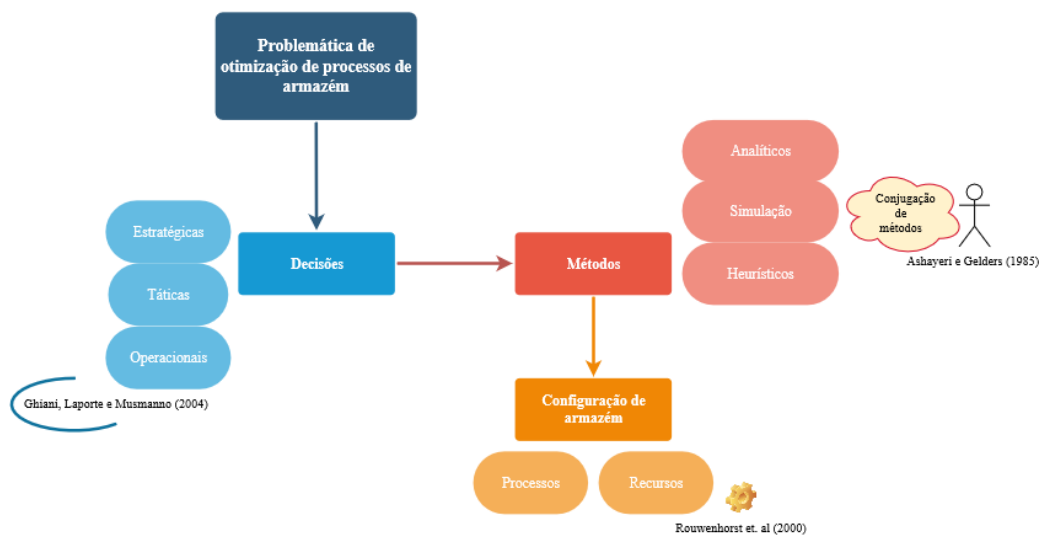 Problemática de
otimização de processos de
armazém
Analíticos
Simulação
Heurísticos
Conjugação
de
métodos
Ashayeri e Gelders (1985)
Estratégicas
Táticas
Operacionais
Decisões
Métodos
Ghiani, Laporte e Musmanno (2004)
Configuração de
armazém
Processos
Recursos
Rouwenhorst et. al (2000)